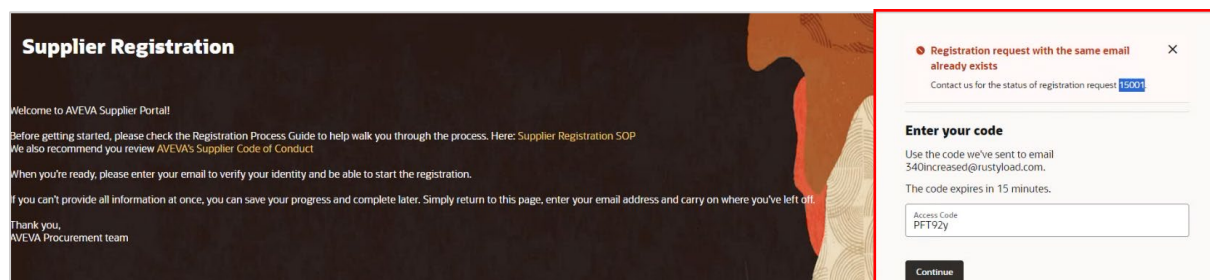 Supplier Registration
Welcome to AVEVA Supplier Portal!
Before getting started, please check the Registration Process Guide to help walk you through the process. Here: Supplier Registration SOP
We also recommend you review AVEVA's Supplier Code of Conduct
When you're ready, please enter your email to verify your identity and be able to start the registration.
If you can't provide all information at once, you can save your progress and complete later. Simply return to this page, enter your email address and carry on where you've left off.
Thank you,
AVEVA Procurement team
Registration request with the same email
already exists
Contact us for the status of registration request 15001.
Enter your code
Use the code we've sent to email
340increased@rustyload.com.
The code expires in 15 minutes.
Access Code
PFT92y
Continue